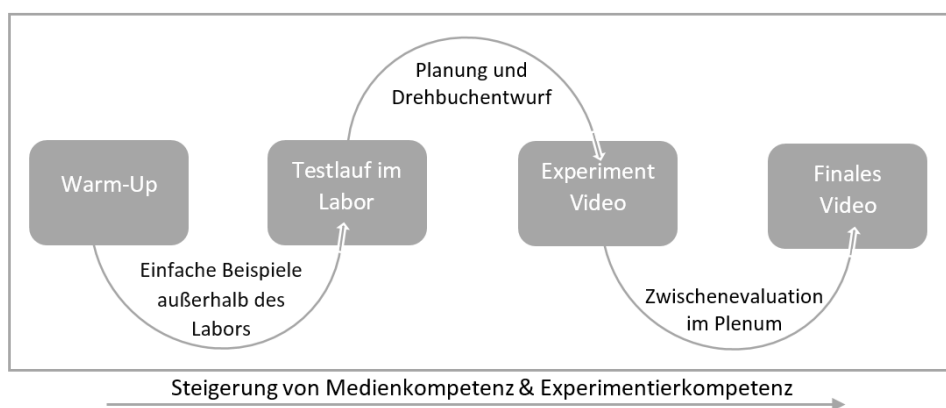 Planung und
Drehbuchentwurf
Warm-Up
Testlauf im
Labor
Experiment
Video
Finales
Video
Einfache Beispiele
außerhalb des
Labors
Zwischenevaluation
im Plenum
Steigerung von Medienkompetenz & Experimentierkompetenz